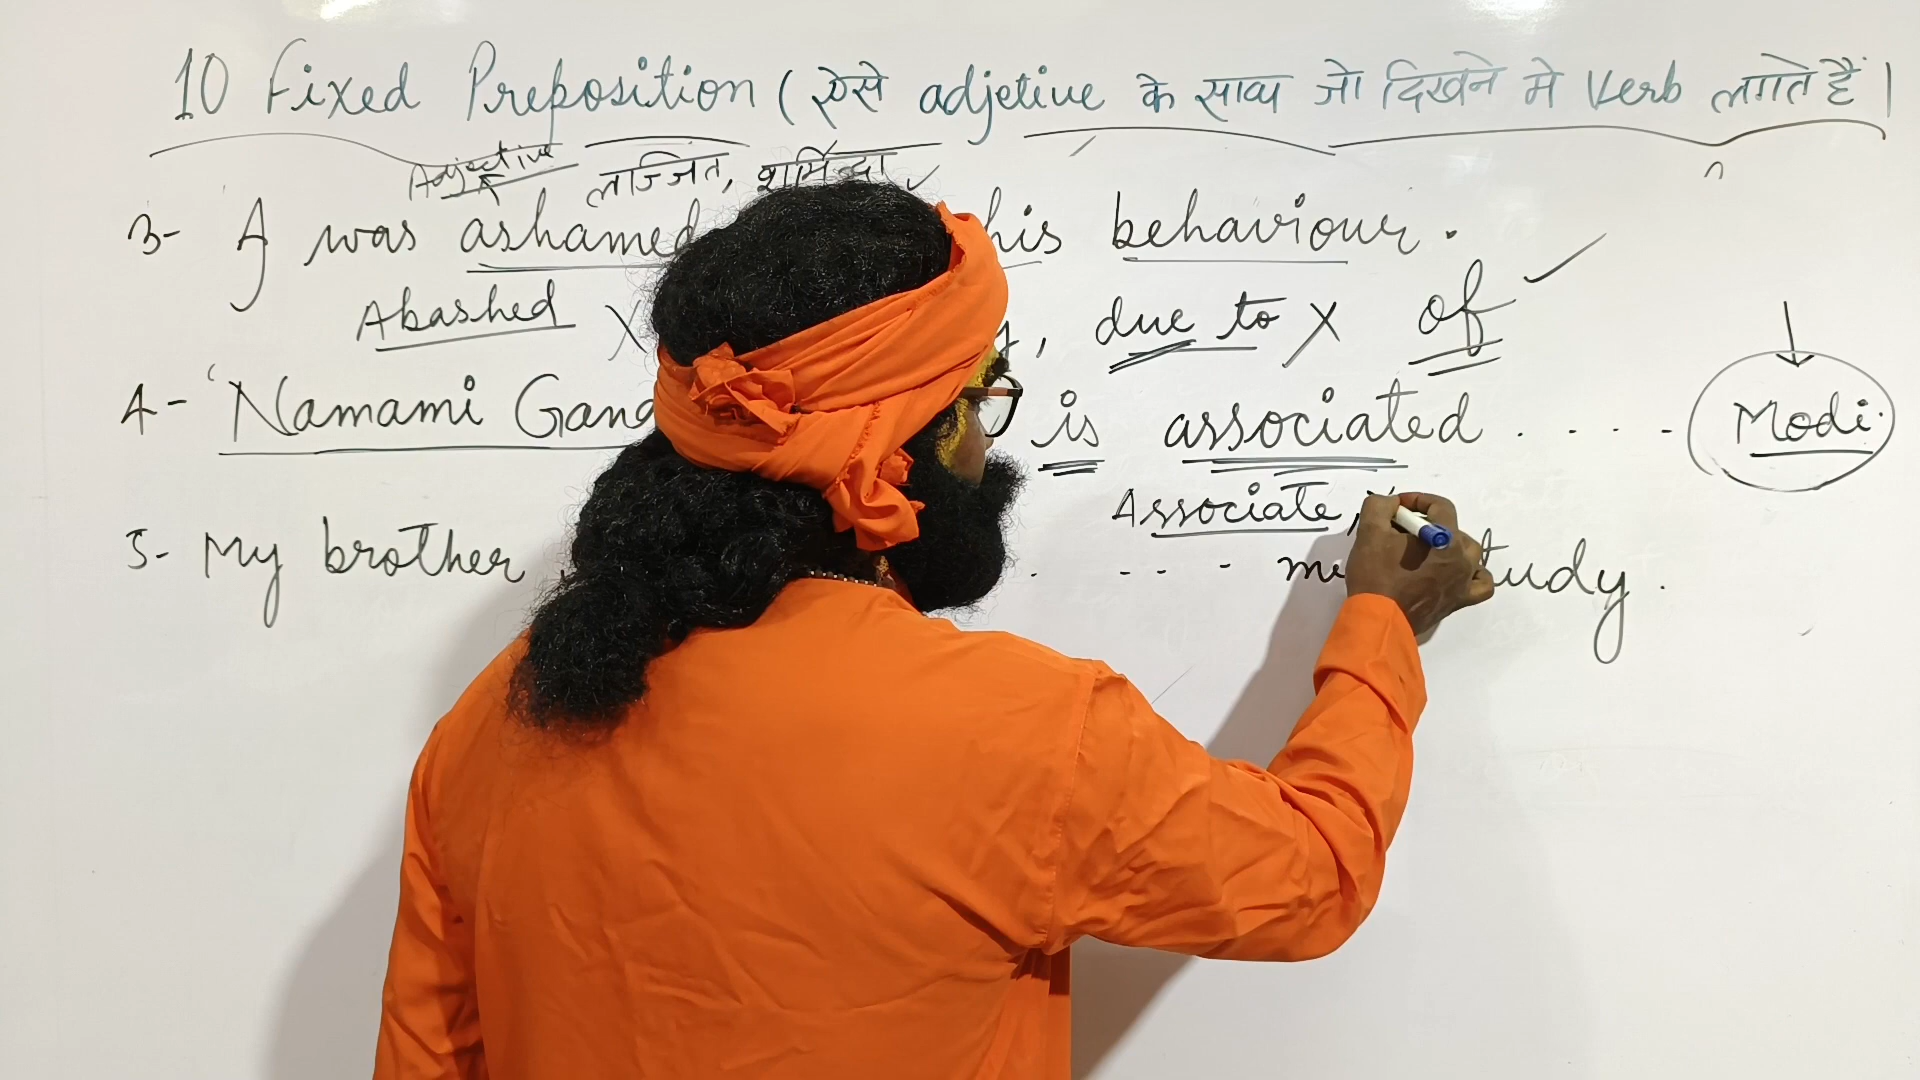 10 Fixed Preposition ( ऐसे adjetive के साथ जो दिखने मे Verb लगते हैं।
Adjective लज्जित, शर्मिन्दा
3- I was ashamed his behaviour.
Abashed X , due to X of
4- 'Namami is associated .... Modi.
Associate,
5- My brother .... study.